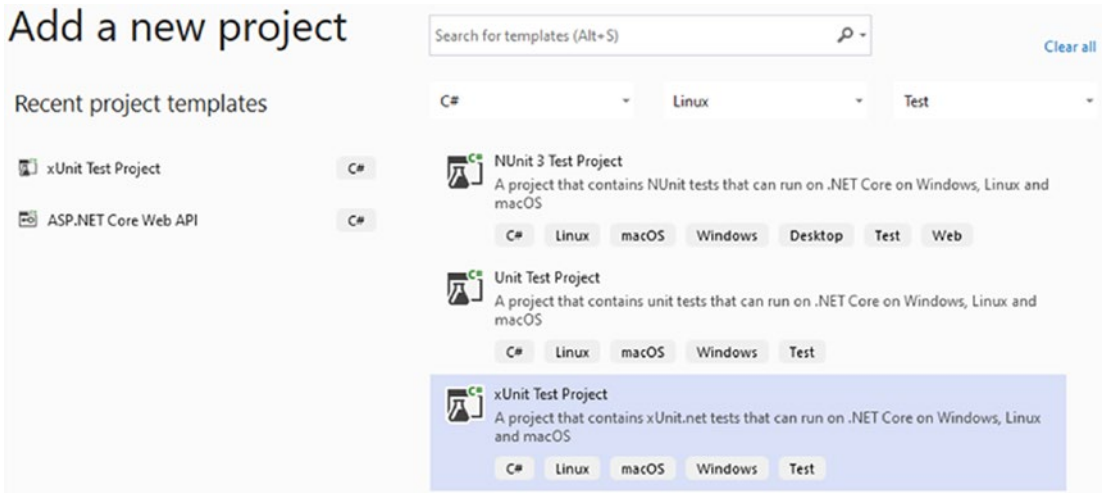 Add a new project
Search for templates (Alt+S)
Clear all
Recent project templates
C#
Linux
Test
xUnit Test Project
C#
ASP.NET Core Web API
C#
C#
NUnit 3 Test Project
A project that contains NUnit tests that can run on .NET Core on Windows, Linux and
macOS
C# Linux macOS Windows Desktop Test Web
C#
Unit Test Project
A project that contains unit tests that can run on .NET Core on Windows, Linux and
macOS
C# Linux macOS Windows Test
C#
xUnit Test Project
A project that contains xUnit.net tests that can run on .NET Core on Windows, Linux
and macOS
C# Linux macOS Windows Test